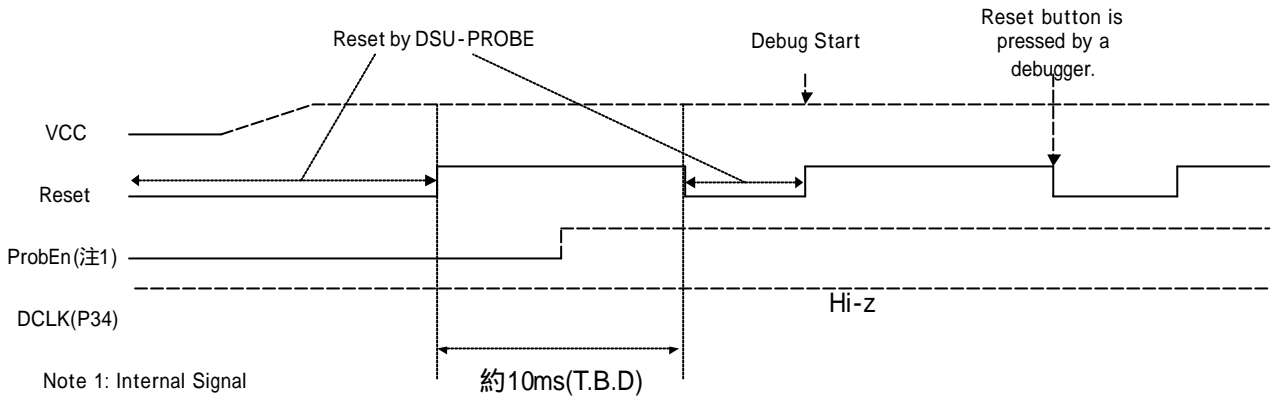 Reset by DSU-PROBE
Debug Start
Reset button is
pressed by a
debugger.
VCC
Reset
ProbEn(注1)
DCLK(P34)
Hi-z
Note 1: Internal Signal
約10ms(T.B.D)